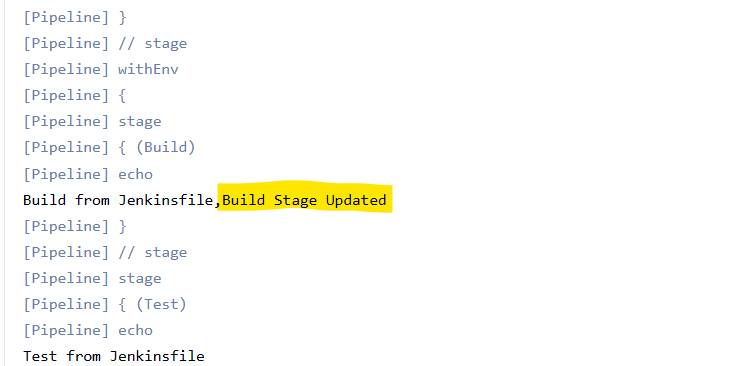 [Pipeline] }
[Pipeline] // stage
[Pipeline] withEnv
[Pipeline] {
[Pipeline] stage
[Pipeline] { (Build)
[Pipeline] echo
Build from Jenkinsfile,Build Stage Updated
[Pipeline] }
[Pipeline] // stage
[Pipeline] stage
[Pipeline] { (Test)
[Pipeline] echo
Test from Jenkinsfile